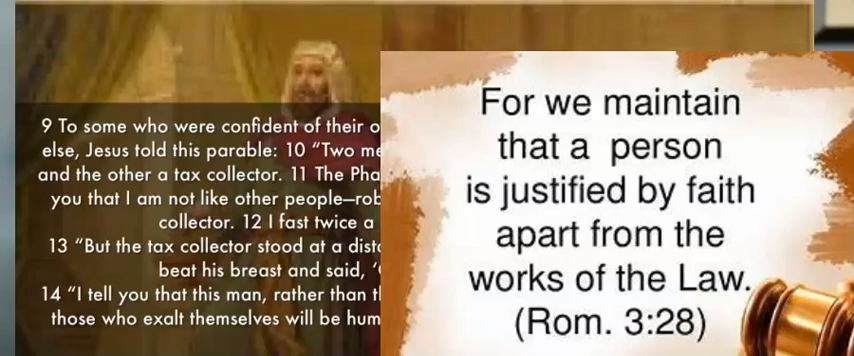 9 To some who were confident of their o
else, Jesus told this parable: 10 “Two me
and the other a tax collector. 11 The Pha
you that I am not like other people—rob
collector. 12 I fast twice a
13 “But the tax collector stood at a dist
beat his breast and said, ‘
14 “I tell you that this man, rather than t
those who exalt themselves will be hum
For we maintain
that a person
is justified by faith
apart from the
works of the Law.
(Rom. 3:28)